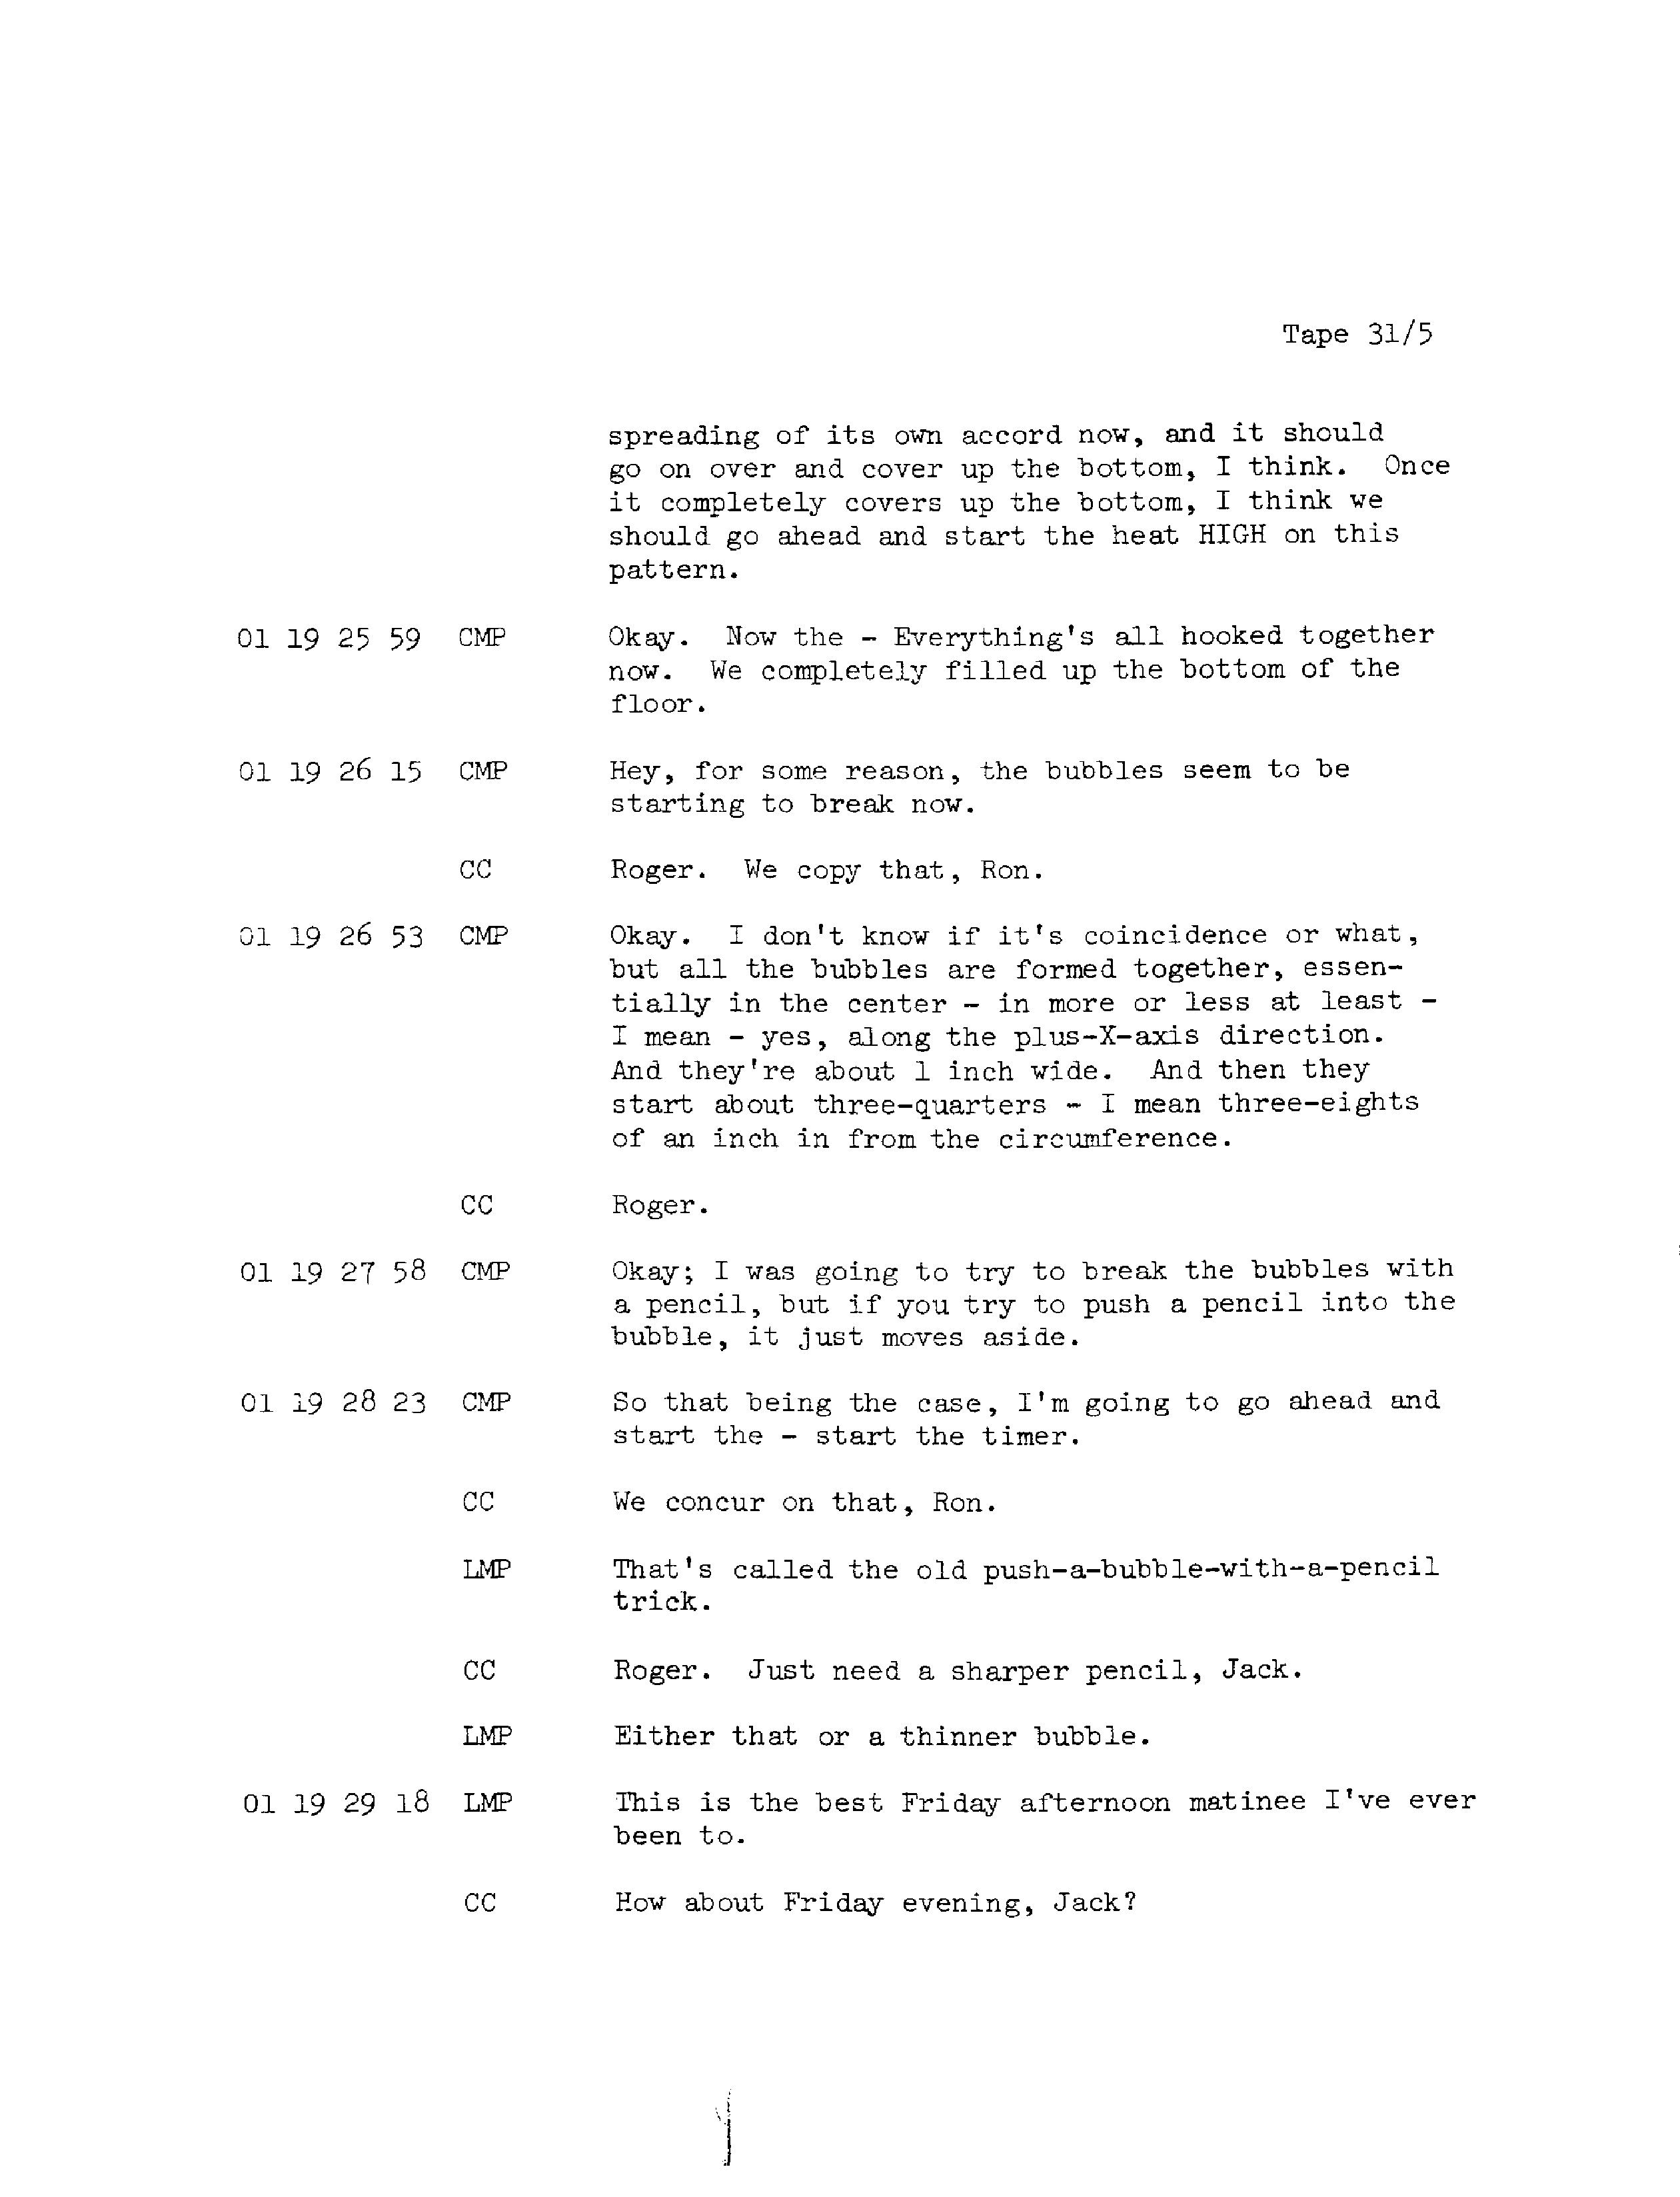 Tape 31/5
spreading of its own accord now, and it should
go on over and cover up the bottom, I think. Once
it completely covers up the bottom, I think we
should go ahead and start the heat HIGH on this
pattern.
01 19 25 59 CMP Okay. Now the - Everything's all hooked together
now. We completely filled up the bottom of the
floor.
01 19 26 15 CMP Hey, for some reason, the bubbles seem to be
starting to break now.
CC Roger. We copy that, Ron.
01 19 26 53 CMP Okay. I don't know if it's coincidence or what,
but all the bubbles are formed together, essen-
tially in the center - in more or less at least -
I mean - yes, along the plus-X-axis direction.
And they're about 1 inch wide. And then they
start about three-quarters - I mean three-eights
of an inch in from the circumference.
CC Roger.
01 19 27 58 CMP Okay; I was going to try to break the bubbles with
a pencil, but if you try to push a pencil into the
bubble, it just moves aside.
01 19 28 23 CMP So that being the case, I'm going to go ahead and
start the - start the timer.
CC We concur on that, Ron.
LMP That's called the old push-a-bubble-with-a-pencil
trick.
CC Roger. Just need a sharper pencil, Jack.
LMP Either that or a thinner bubble.
01 19 29 18 LMP This is the best Friday afternoon matinee I've ever
been to.
CC How about Friday evening, Jack?